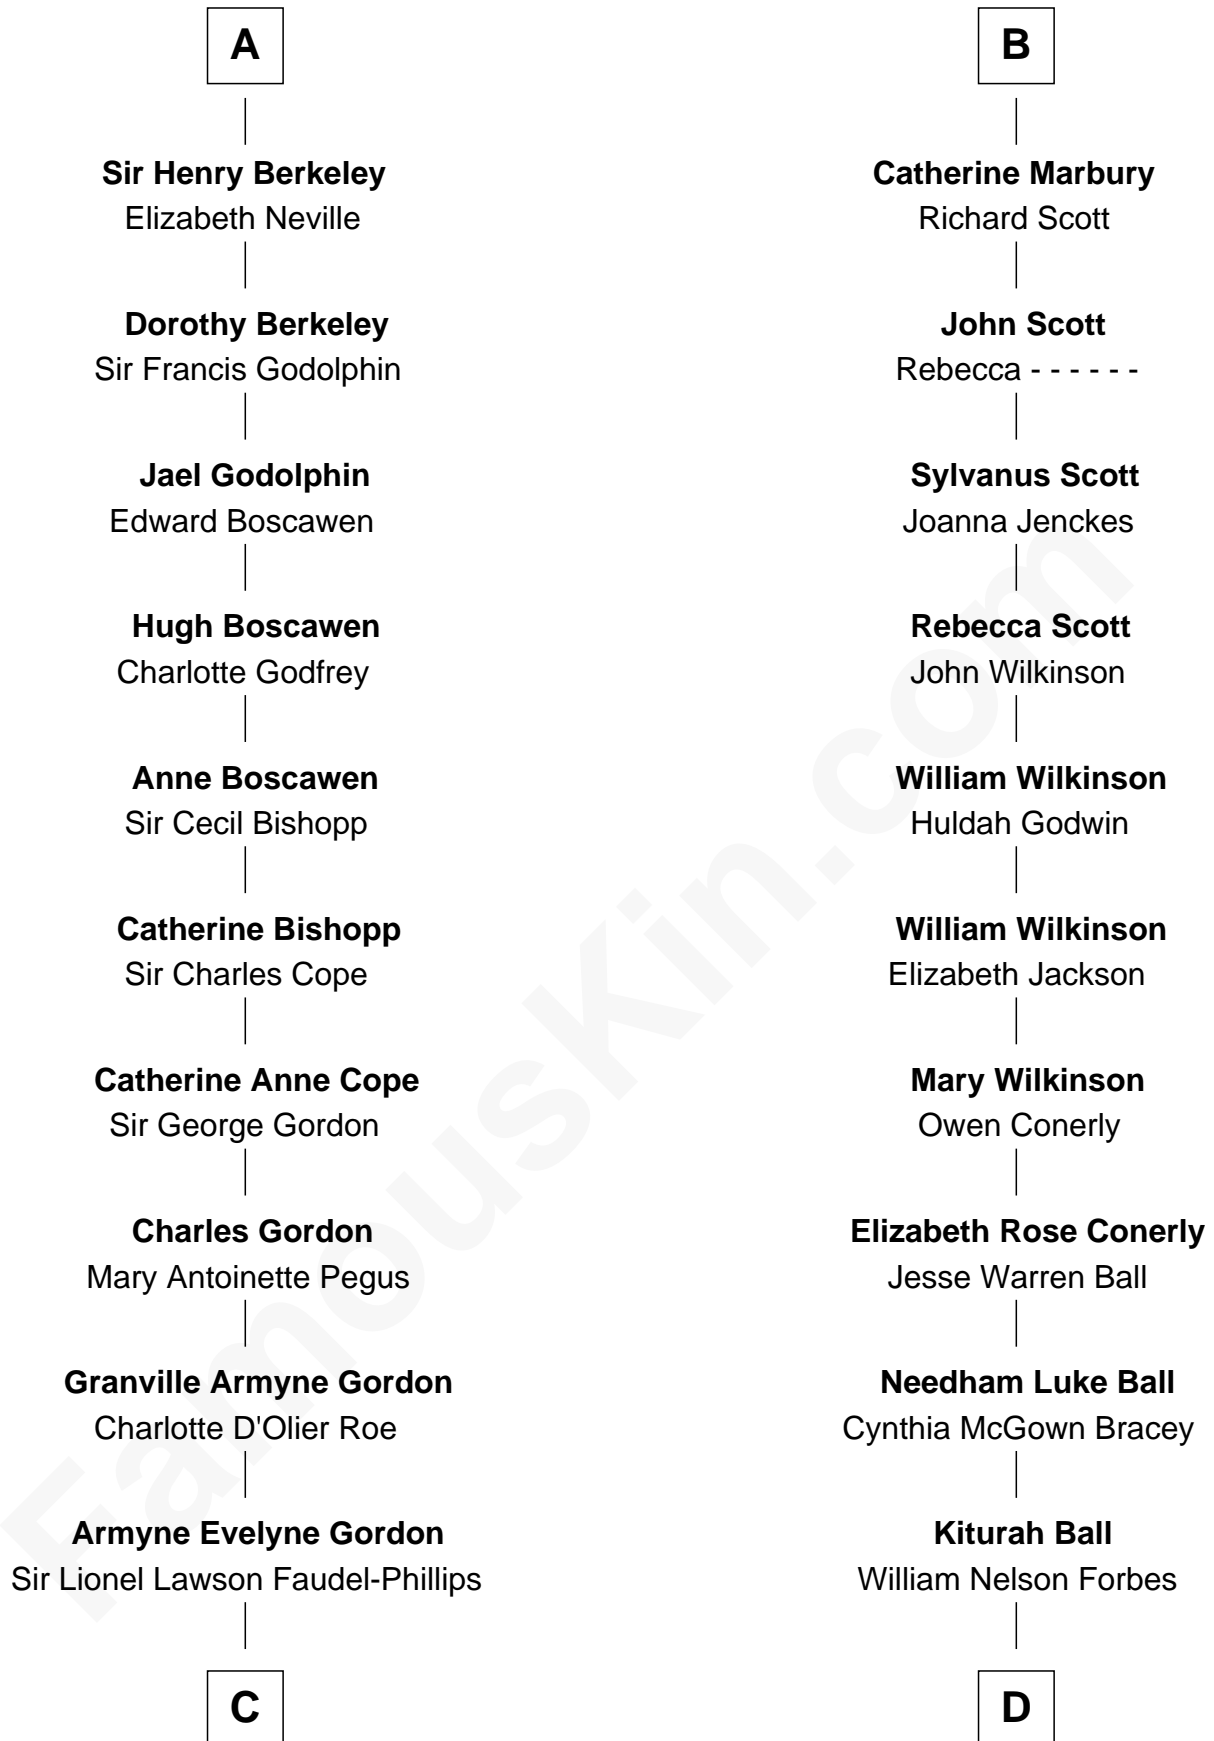 A
Sir Henry Berkeley
Elizabeth Neville
Dorothy Berkeley
Sir Francis Godolphin
Jael Godolphin
Edward Boscawen
Hugh Boscawen
Charlotte Godfrey
Anne Boscawen
Sir Cecil Bishopp
Catherine Bishopp
Sir Charles Cope
Catherine Anne Cope
Sir George Gordon
Charles Gordon
Mary Antoinette Pegus
Granville Armyne Gordon
Charlotte D'Olier Roe
Armyne Evelyne Gordon
Sir Lionel Lawson Faudel-Phillips
C
B
Catherine Marbury
Richard Scott
John Scott
Rebecca - - - - - -
Sylvanus Scott
Joanna Jenckes
Rebecca Scott
John Wilkinson
William Wilkinson
Huldah Godwin
William Wilkinson
Elizabeth Jackson
Mary Wilkinson
Owen Conerly
Elizabeth Rose Conerly
Jesse Warren Ball
Needham Luke Ball
Cynthia McGown Bracey
Kiturah Ball
William Nelson Forbes
D
FamousKin.com